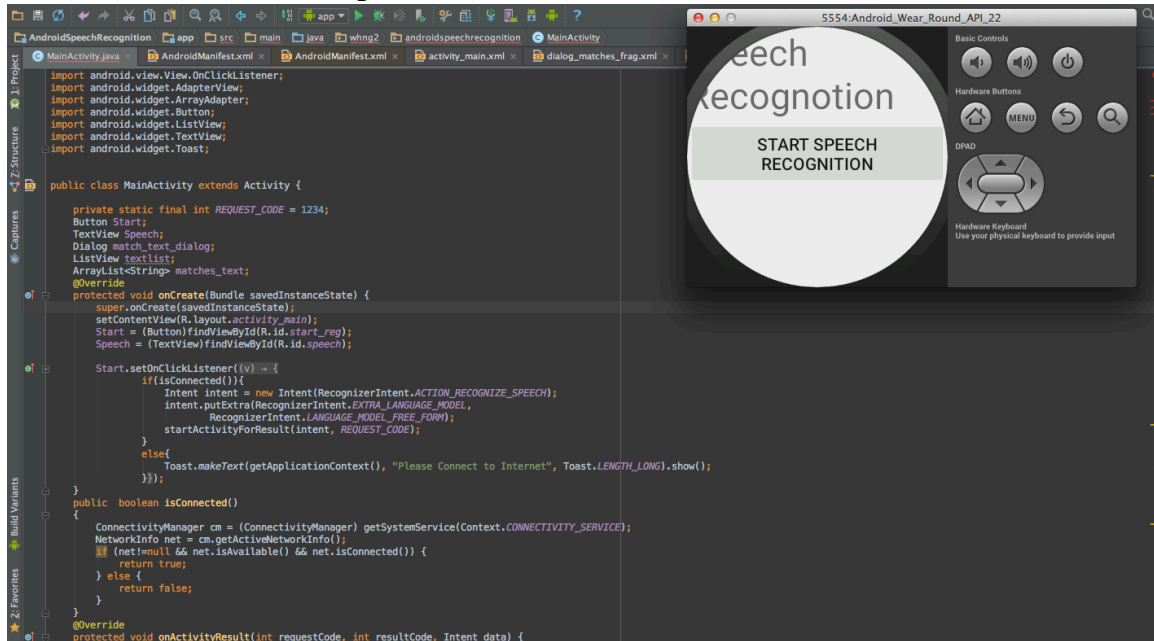 app
5554:Android_Wear_Round_API_22
AndroidSpeechRecognition app src main java whng2 androidspeechrecognition MainActivity
MainActivity.java × AndroidManifest.xml × AndroidManifest.xml × activity_main.xml × dialog_matches_frag.xml ×
1: Project
Z: Structure
Captures
Build Variants
2: Favorites
import android.view.View.OnClickListener;
import android.widget.AdapterView;
import android.widget.ArrayAdapter;
import android.widget.Button;
import android.widget.ListView;
import android.widget.TextView;
import android.widget.Toast;
public class MainActivity extends Activity {
private static final int REQUEST_CODE = 1234;
Button Start;
TextView Speech;
Dialog match_text_dialog;
ListView textlist;
ArrayList<String> matches_text;
@Override
protected void onCreate(Bundle savedInstanceState) {
super.onCreate(savedInstanceState);
setContentView(R.layout.activity_main);
Start = (Button)findViewById(R.id.start_reg);
Speech = (TextView)findViewById(R.id.speech);
Start.setOnClickListener((v) → {
if(isConnected()){
Intent intent = new Intent(RecognizerIntent.ACTION_RECOGNIZE_SPEECH);
intent.putExtra(RecognizerIntent.EXTRA_LANGUAGE_MODEL,
RecognizerIntent.LANGUAGE_MODEL_FREE_FORM);
startActivityForResult(intent, REQUEST_CODE);
}
else{
Toast.makeText(getApplicationContext(), "Please Connect to Internet", Toast.LENGTH_LONG).show();
}});
}
public boolean isConnected()
{
ConnectivityManager cm = (ConnectivityManager) getSystemService(Context.CONNECTIVITY_SERVICE);
NetworkInfo net = cm.getActiveNetworkInfo();
if (net!=null && net.isAvailable() && net.isConnected()) {
return true;
} else {
return false;
}
}
@Override
protected void onActivityResult(int requestCode, int resultCode, Intent data) {
eech
Recognotion
START SPEECH
RECOGNITION
Basic Controls
Hardware Buttons
MENU
DPAD
Hardware Keyboard
Use your physical keyboard to provide input